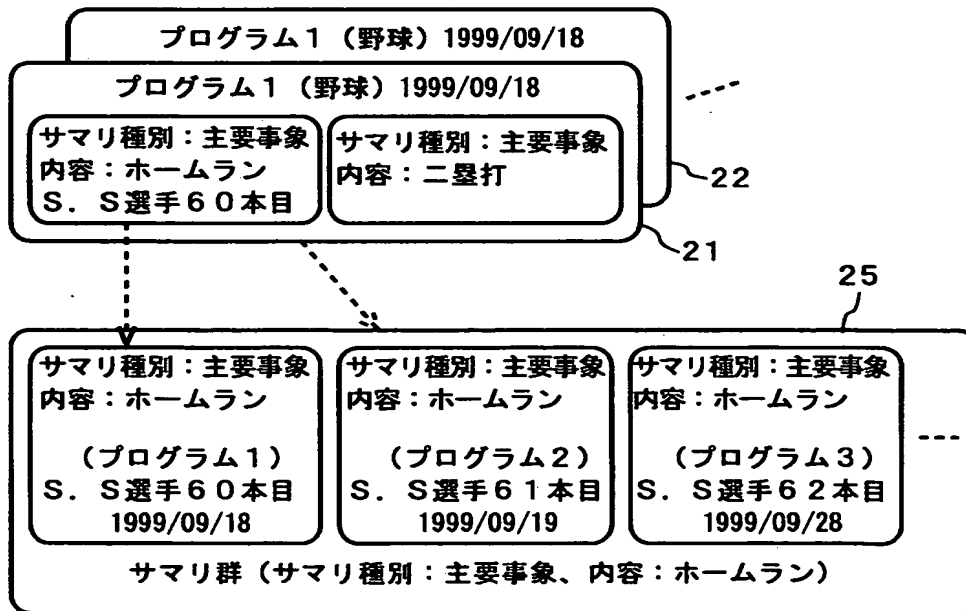 プログラム1(野球)1999/09/18
プログラム1(野球)1999/09/18
サマリ種別:主要事象
内容:ホームラン
S.S選手60本目
サマリ種別:主要事象
内容:二塁打
22
21
25
サマリ種別:主要事象
内容:ホームラン
(プログラム1)
S.S選手60本目
1999/09/18
サマリ種別:主要事象
内容:ホームラン
(プログラム2)
S.S選手61本目
1999/09/19
サマリ種別:主要事象
内容:ホームラン
(プログラム3)
S.S選手62本目
1999/09/28
サマリ群(サマリ種別:主要事象、内容:ホームラン)